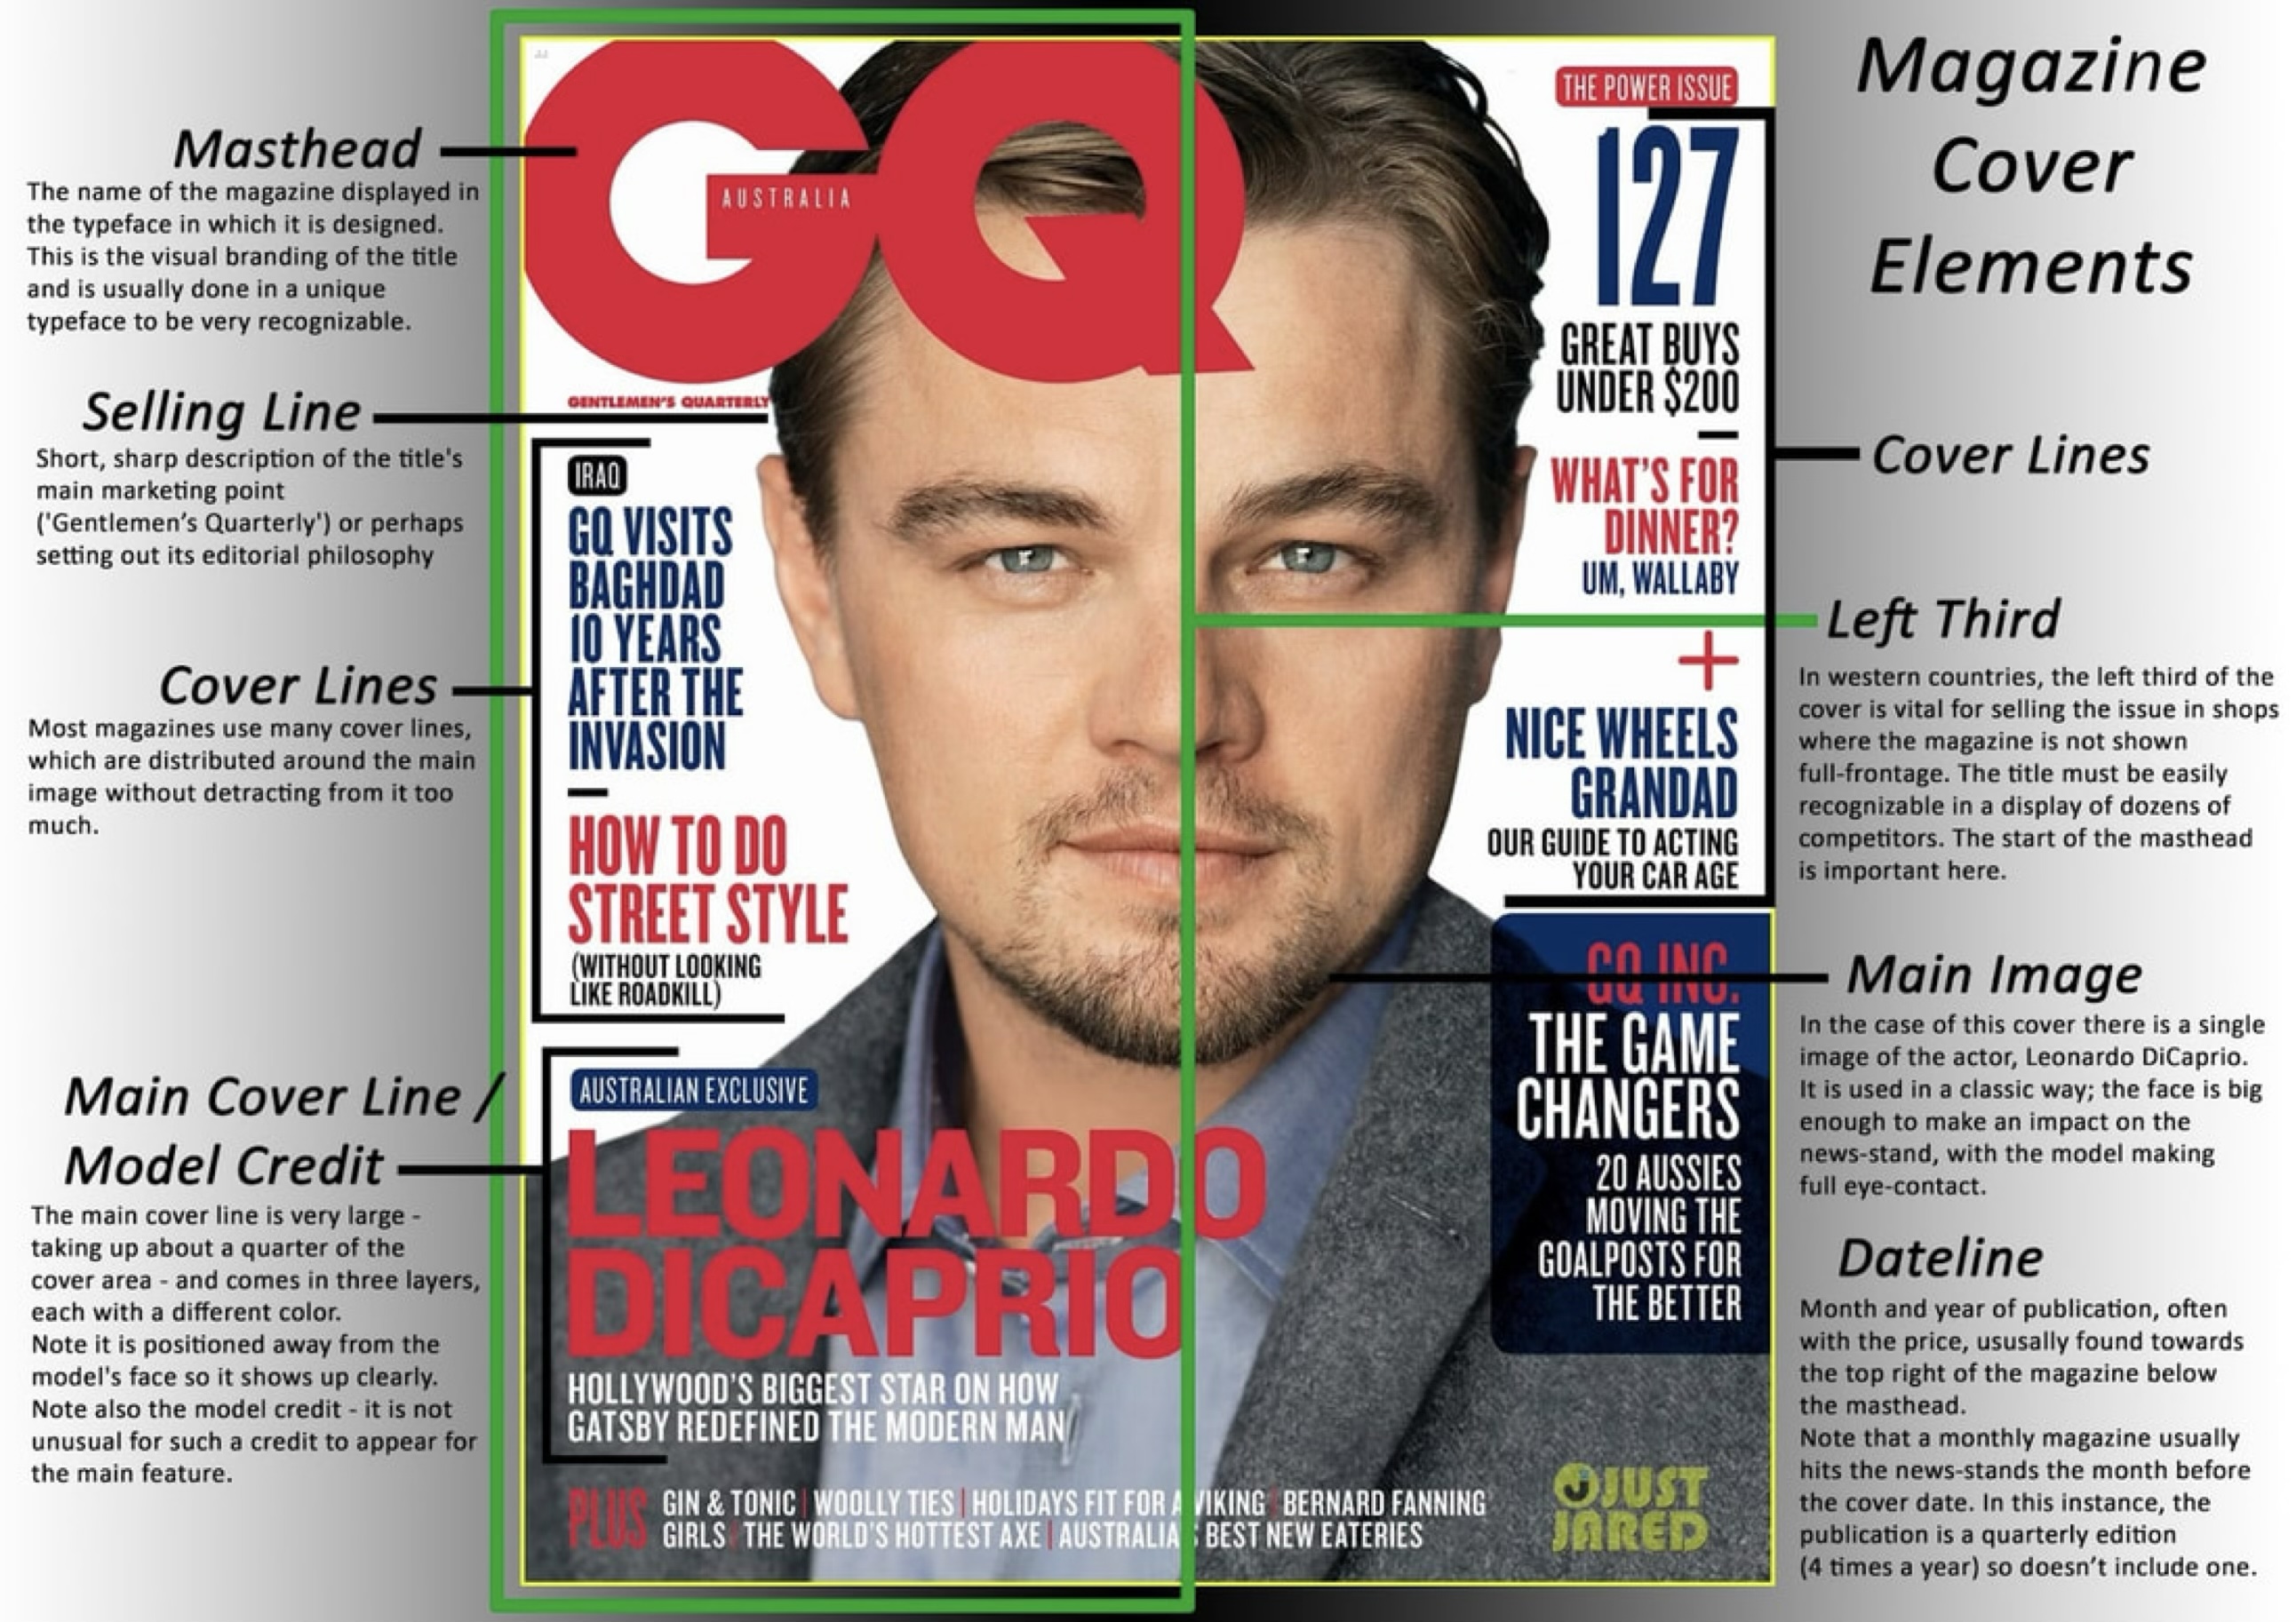 Magazine
Cover
Elements
Masthead
The name of the magazine displayed in
the typeface in which it is designed.
This is the visual branding of the title
and is usually done in a unique
typeface to be very recognizable.
Selling Line
Short, sharp description of the title's
main marketing point
('Gentlemen's Quarterly') or perhaps
setting out its editorial philosophy
Cover Lines
Most magazines use many cover lines,
which are distributed around the main
image without detracting from it too
much.
Main Cover Line /
Model Credit
The main cover line is very large -
taking up about a quarter of the
cover area - and comes in three layers,
each with a different color.
Note it is positioned away from the
model's face so it shows up clearly.
Note also the model credit - it is not
unusual for such a credit to appear for
the main feature.
GQ
AUSTRALIA
GENTLEMEN'S QUARTERLY
IRAQ
GQ VISITS
BAGHDAD
10 YEARS
AFTER THE
INVASION
HOW TO DO
STREET STYLE
(WITHOUT LOOKING
LIKE ROADKILL)
AUSTRALIAN EXCLUSIVE
LEONARDO
DICAPRIO
HOLLYWOOD'S BIGGEST STAR ON HOW
GATSBY REDEFINED THE MODERN MAN
PLUS GIN & TONIC | WOOLLY TIES | HOLIDAYS FIT FOR A VIKING | BERNARD FANNING
GIRLS | THE WORLD'S HOTTEST AXE | AUSTRALIA'S BEST NEW EATERIES
THE POWER ISSUE
127
GREAT BUYS
UNDER $200
WHAT'S FOR
DINNER?
UM, WALLABY
+
NICE WHEELS
GRANDAD
OUR GUIDE TO ACTING
YOUR CAR AGE
GQ INC.
THE GAME
CHANGERS
20 AUSSIES
MOVING THE
GOALPOSTS FOR
THE BETTER
JUST
JARED
Cover Lines
Left Third
In western countries, the left third of the
cover is vital for selling the issue in shops
where the magazine is not shown
full-frontage. The title must be easily
recognizable in a display of dozens of
competitors. The start of the masthead
is important here.
Main Image
In the case of this cover there is a single
image of the actor, Leonardo DiCaprio.
It is used in a classic way; the face is big
enough to make an impact on the
news-stand, with the model making
full eye-contact.
Dateline
Month and year of publication, often
with the price, ususally found towards
the top right of the magazine below
the masthead.
Note that a monthly magazine usually
hits the news-stands the month before
the cover date. In this instance, the
publication is a quarterly edition
(4 times a year) so doesn't include one.